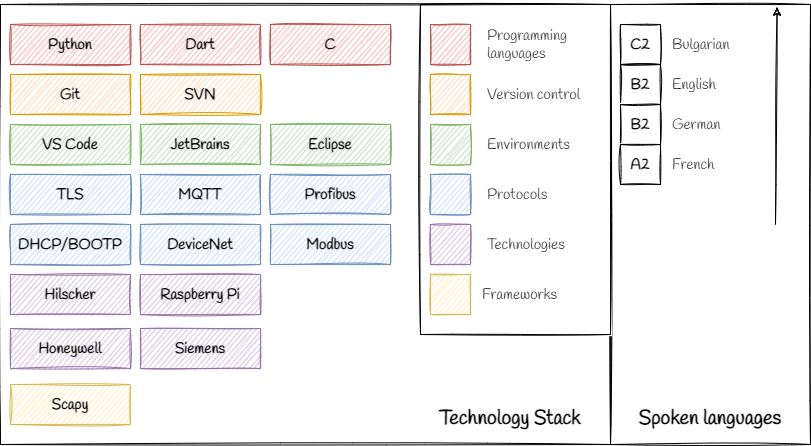 Python
Dart
C
Git
SVN
VS Code
JetBrains
Eclipse
TLS
MQTT
Profibus
DHCP/BOOTP
DeviceNet
Modbus
Hilscher
Raspberry Pi
Honeywell
Siemens
Scapy
Programming
languages
Version control
Environments
Protocols
Technologies
Frameworks
Technology Stack
C2 Bulgarian
B2 English
B2 German
A2 French
Spoken languages